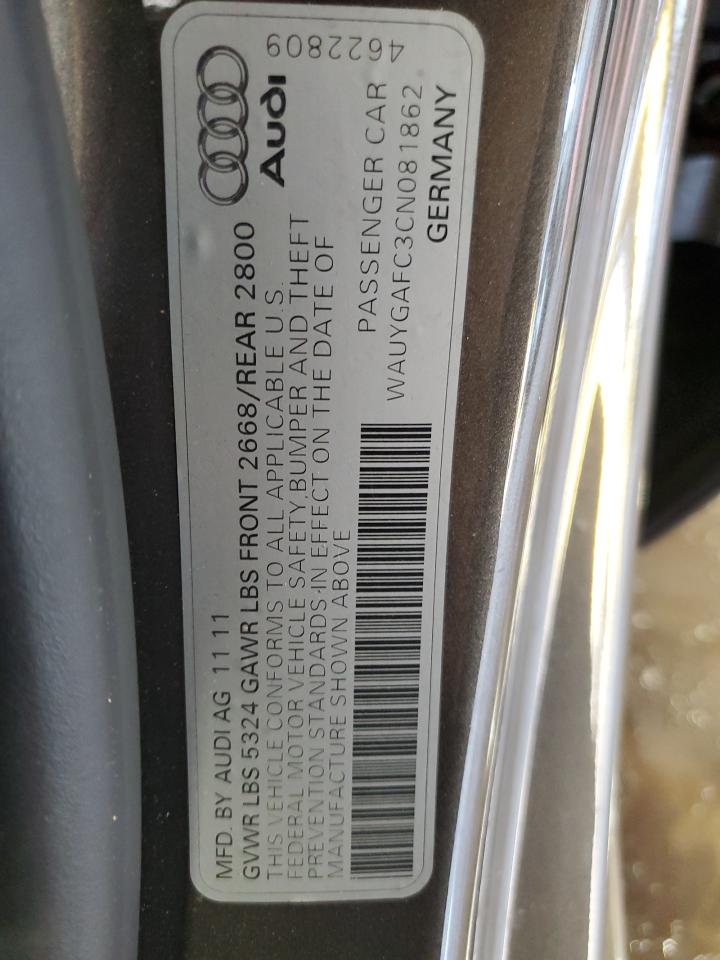 462809
Audi
MFD. BY AUDI AG 11 11
GVWR LBS 5324 GAWR LBS FRONT 2668/REAR 2800
THIS VEHICLE CONFORMS TO ALL APPLICABLE U.S.
FEDERAL MOTOR VEHICLE SAFETY, BUMPER AND THEFT
PREVENTION STANDARDS IN EFFECT ON THE DATE OF
MANUFACTURE SHOWN ABOVE
PASSENGER CAR
WAUYGAFC3CN081862
GERMANY